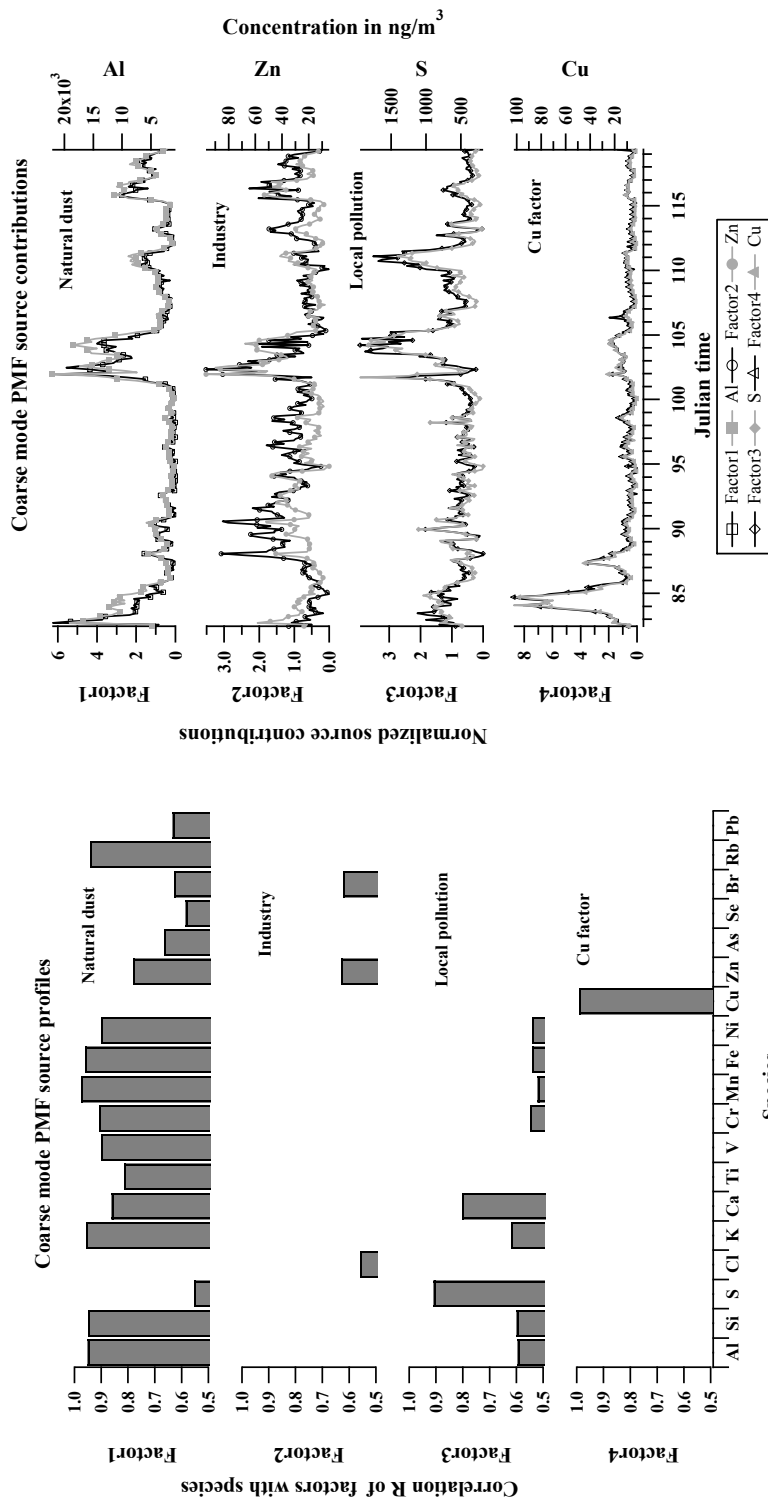 Coarse mode PMF source profiles
Correlation R of factors with species
Factor1
1.0
0.9
0.8
0.7
0.6
0.5
Natural dust
Factor2
1.0
0.9
0.8
0.7
0.6
0.5
Industry
Factor3
1.0
0.9
0.8
0.7
0.6
0.5
Local pollution
Factor4
1.0
0.9
0.8
0.7
0.6
0.5
Cu factor
Al Si S Cl K Ca Ti V Cr Mn Fe Ni Cu Zn As Se Br Rb Pb
Coarse mode PMF source contributions
Normalized source contributions
Concentration in ng/m³
Factor1
6
4
2
0
Natural dust
Al
20x10³
15
10
5
Factor2
3.0
2.0
1.0
0.0
Industry
Zn
80
60
40
20
Factor3
3
2
1
0
Local pollution
S
1500
1000
500
Factor4
8
6
4
2
0
Cu factor
Cu
100
80
60
40
20
85 90 95 100 105 110 115
Julian time
Factor1 Al Factor2 Zn
Factor3 S Factor4 Cu